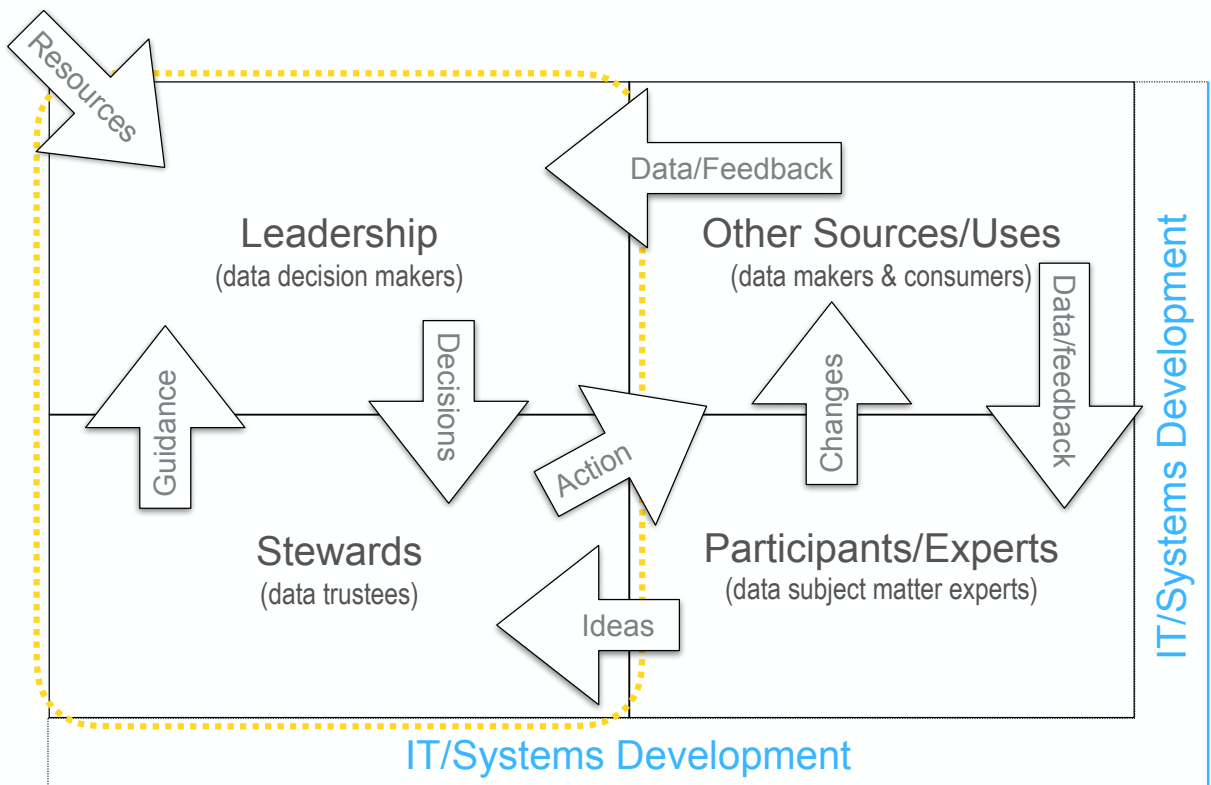 Resources
Data/Feedback
Leadership
(data decision makers)
Other Sources/Uses
(data makers & consumers)
Guidance
Decisions
Action
Changes
Data/feedback
Stewards
(data trustees)
Participants/Experts
(data subject matter experts)
Ideas
IT/Systems Development
IT/Systems Development